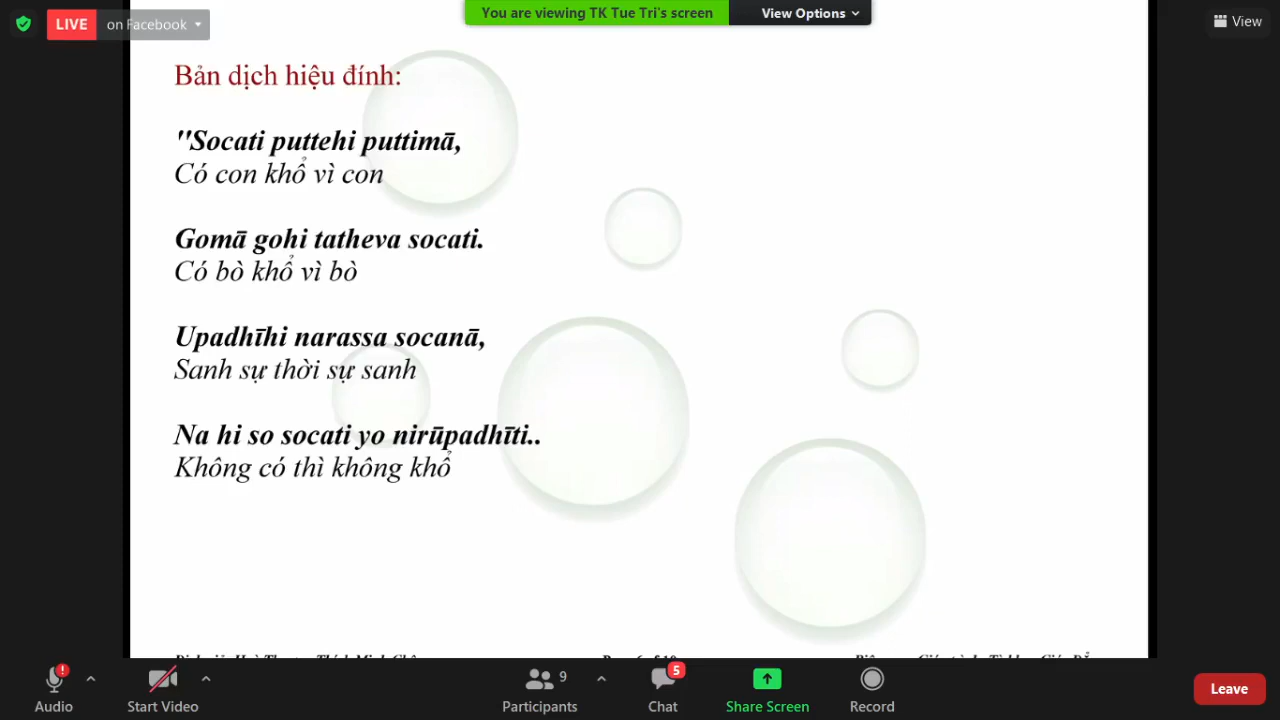 LIVE on Facebook
You are viewing TK Tue Tri's screen View Options
View
Bản dịch hiệu đính:
"Socati puttehi puttimā,
Có con khổ vì con
Gomā gohi tatheva socati.
Có bò khổ vì bò
Upadhīhi narassa socanā,
Sanh sự thời sự sanh
Na hi so socati yo nirūpadhīti..
Không có thì không khổ
9
5
Audio Start Video Participants Chat Share Screen Record Leave